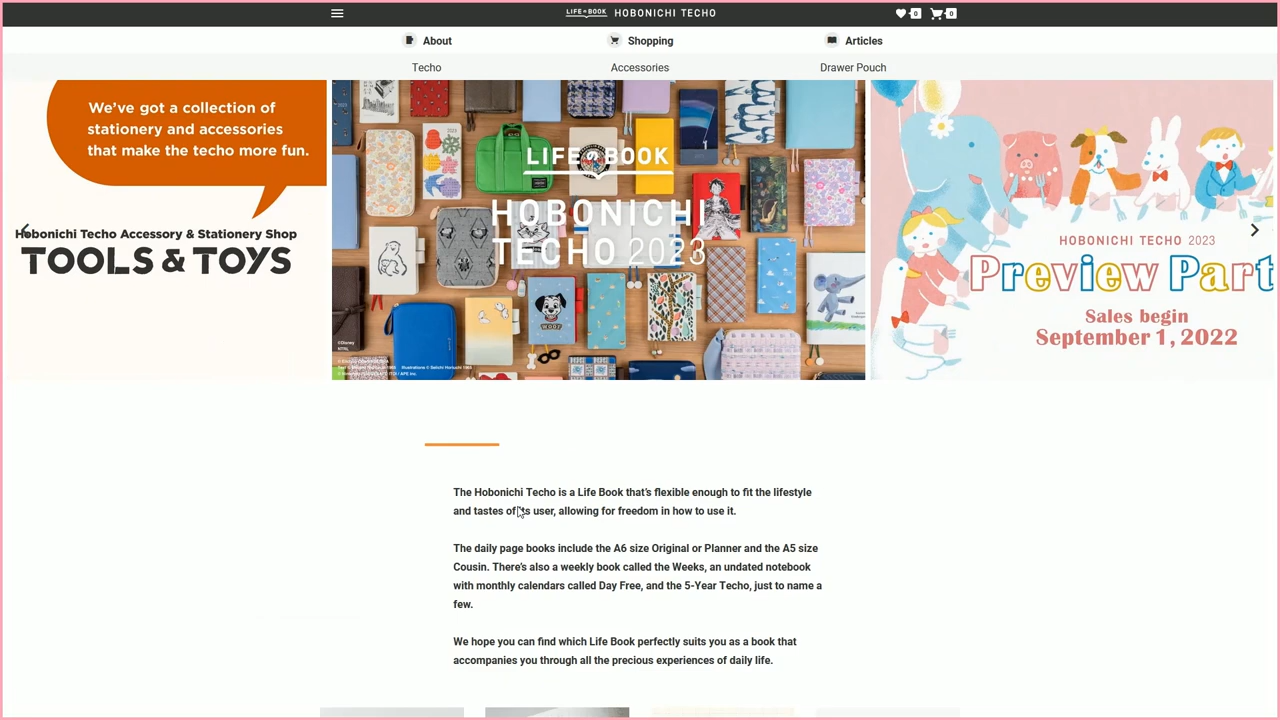 LIFE の BOOK HOBONICHI TECHO
0
0
About
Shopping
Articles
Techo
Accessories
Drawer Pouch
We've got a collection of
stationery and accessories
that make the techo more fun.
Hobonichi Techo Accessory & Stationery Shop
TOOLS & TOYS
LIFE の BOOK
HOBONICHI
TECHO 2023
2023
WOOZ
©Disney
HOBONICHI TECHO 2023
Preview Part
Sales begin
September 1, 2022
The Hobonichi Techo is a Life Book that's flexible enough to fit the lifestyle
and tastes of its user, allowing for freedom in how to use it.
The daily page books include the A6 size Original or Planner and the A5 size
Cousin. There's also a weekly book called the Weeks, an undated notebook
with monthly calendars called Day Free, and the 5-Year Techo, just to name a
few.
We hope you can find which Life Book perfectly suits you as a book that
accompanies you through all the precious experiences of daily life.